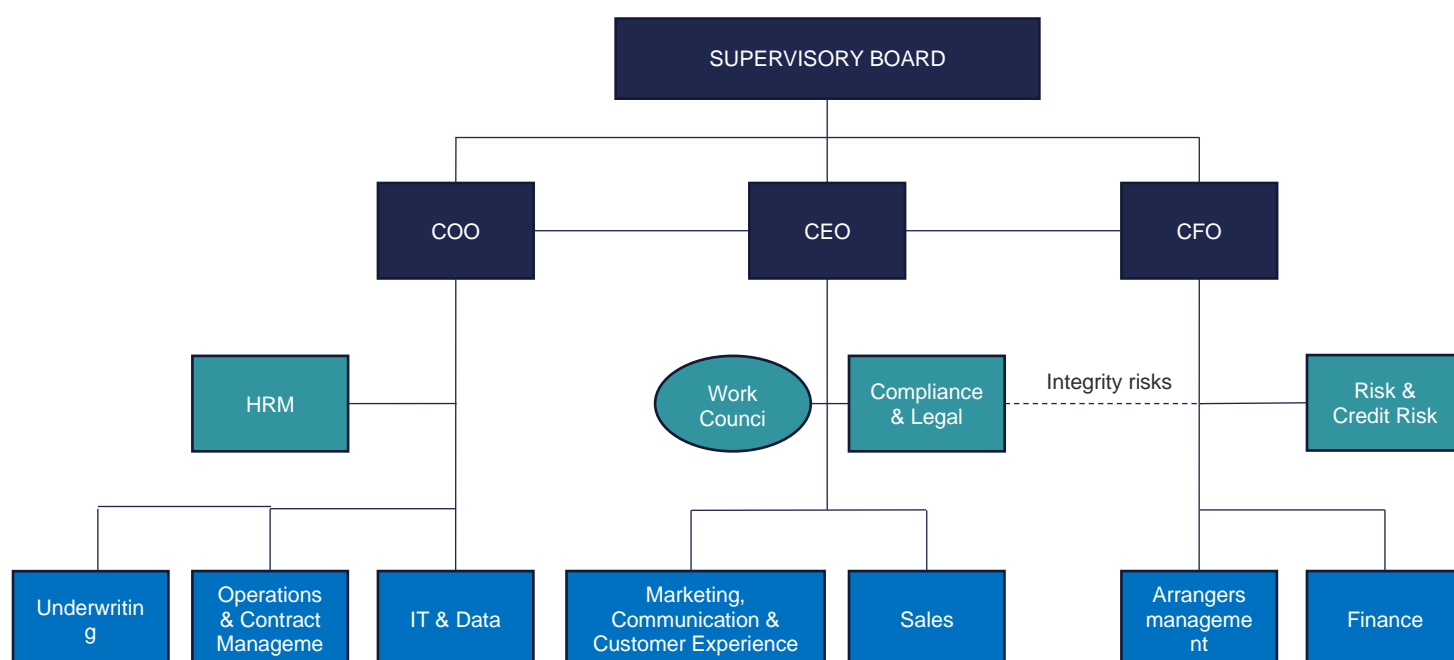 SUPERVISORY BOARD
COO
CEO
CFO
HRM
Work
Counci
Compliance
& Legal
Integrity risks
Risk &
Credit Risk
Underwritin
g
Operations
& Contract
Manageme
IT & Data
Marketing,
Communication &
Customer Experience
Sales
Arrangers
manageme
nt
Finance